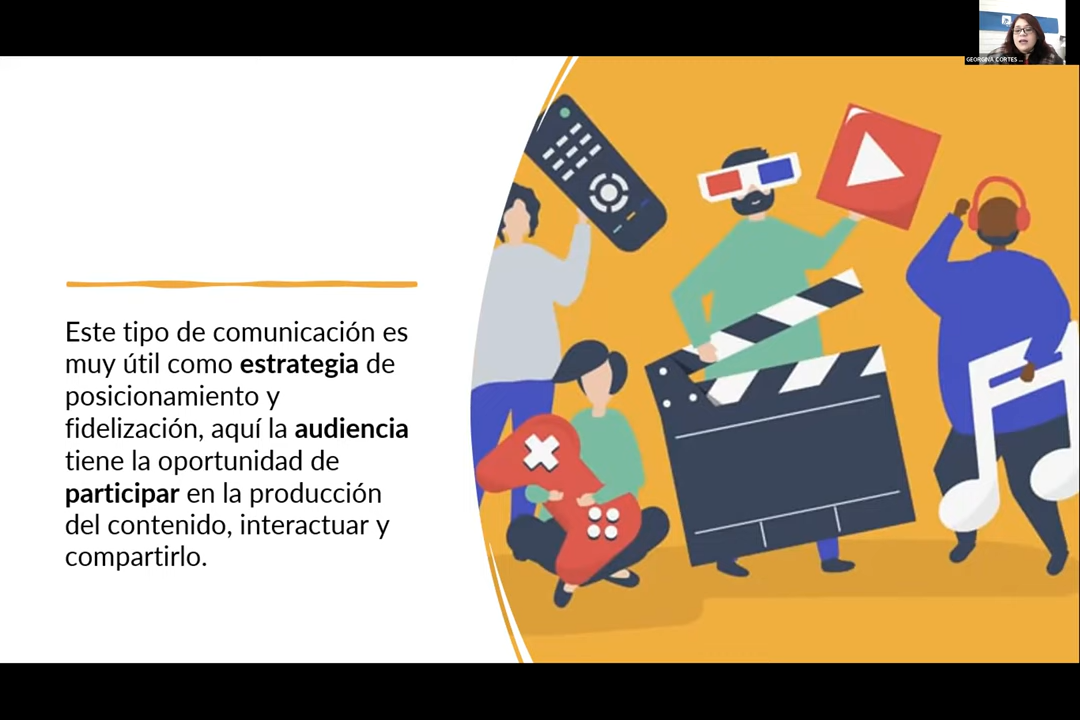 GEORGINA CORTES ...
Este tipo de comunicación es
muy útil como estrategia de
posicionamiento y
fidelización, aquí la audiencia
tiene la oportunidad de
participar en la producción
del contenido, interactuar y
compartirlo.